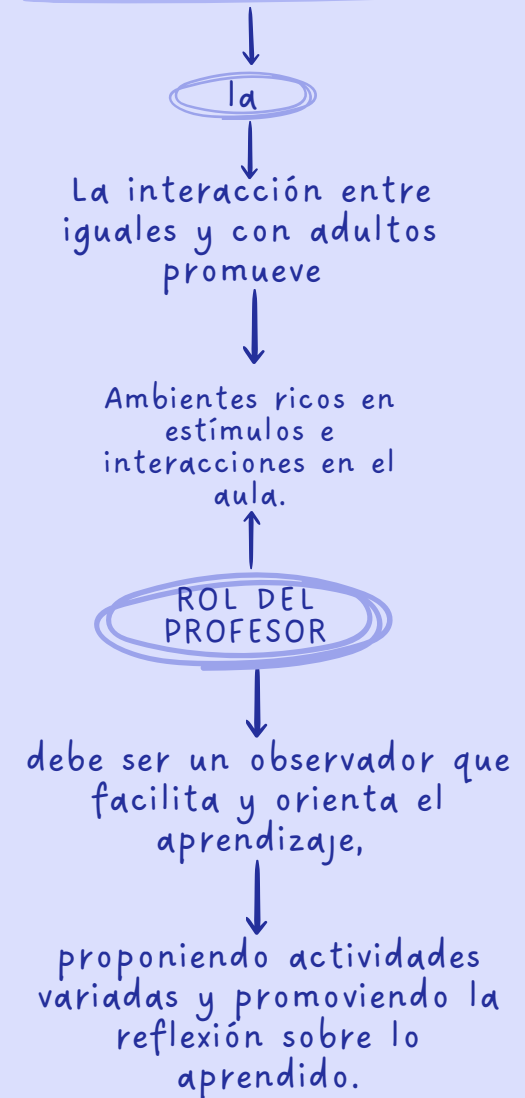 la
La interacción entre
iguales y con adultos
promueve
Ambientes ricos en
estímulos e
interacciones en el
aula.
ROL DEL
PROFESOR
debe ser un observador que
facilita y orienta el
aprendizaje,
proponiendo actividades
variadas y promoviendo la
reflexión sobre lo
aprendido.